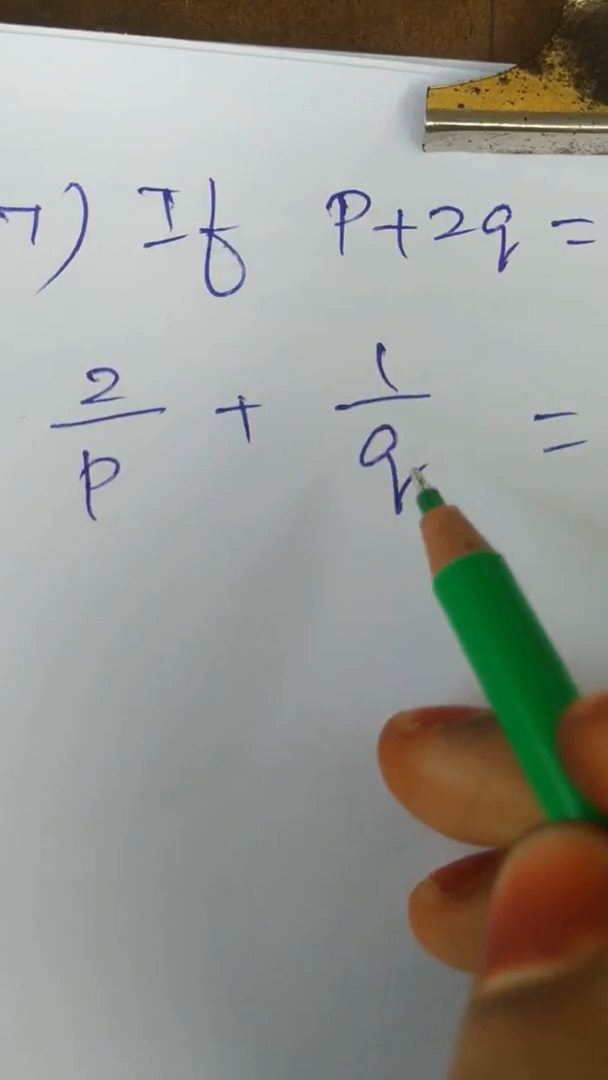 7) If P+2q =
2/p + 1/q =